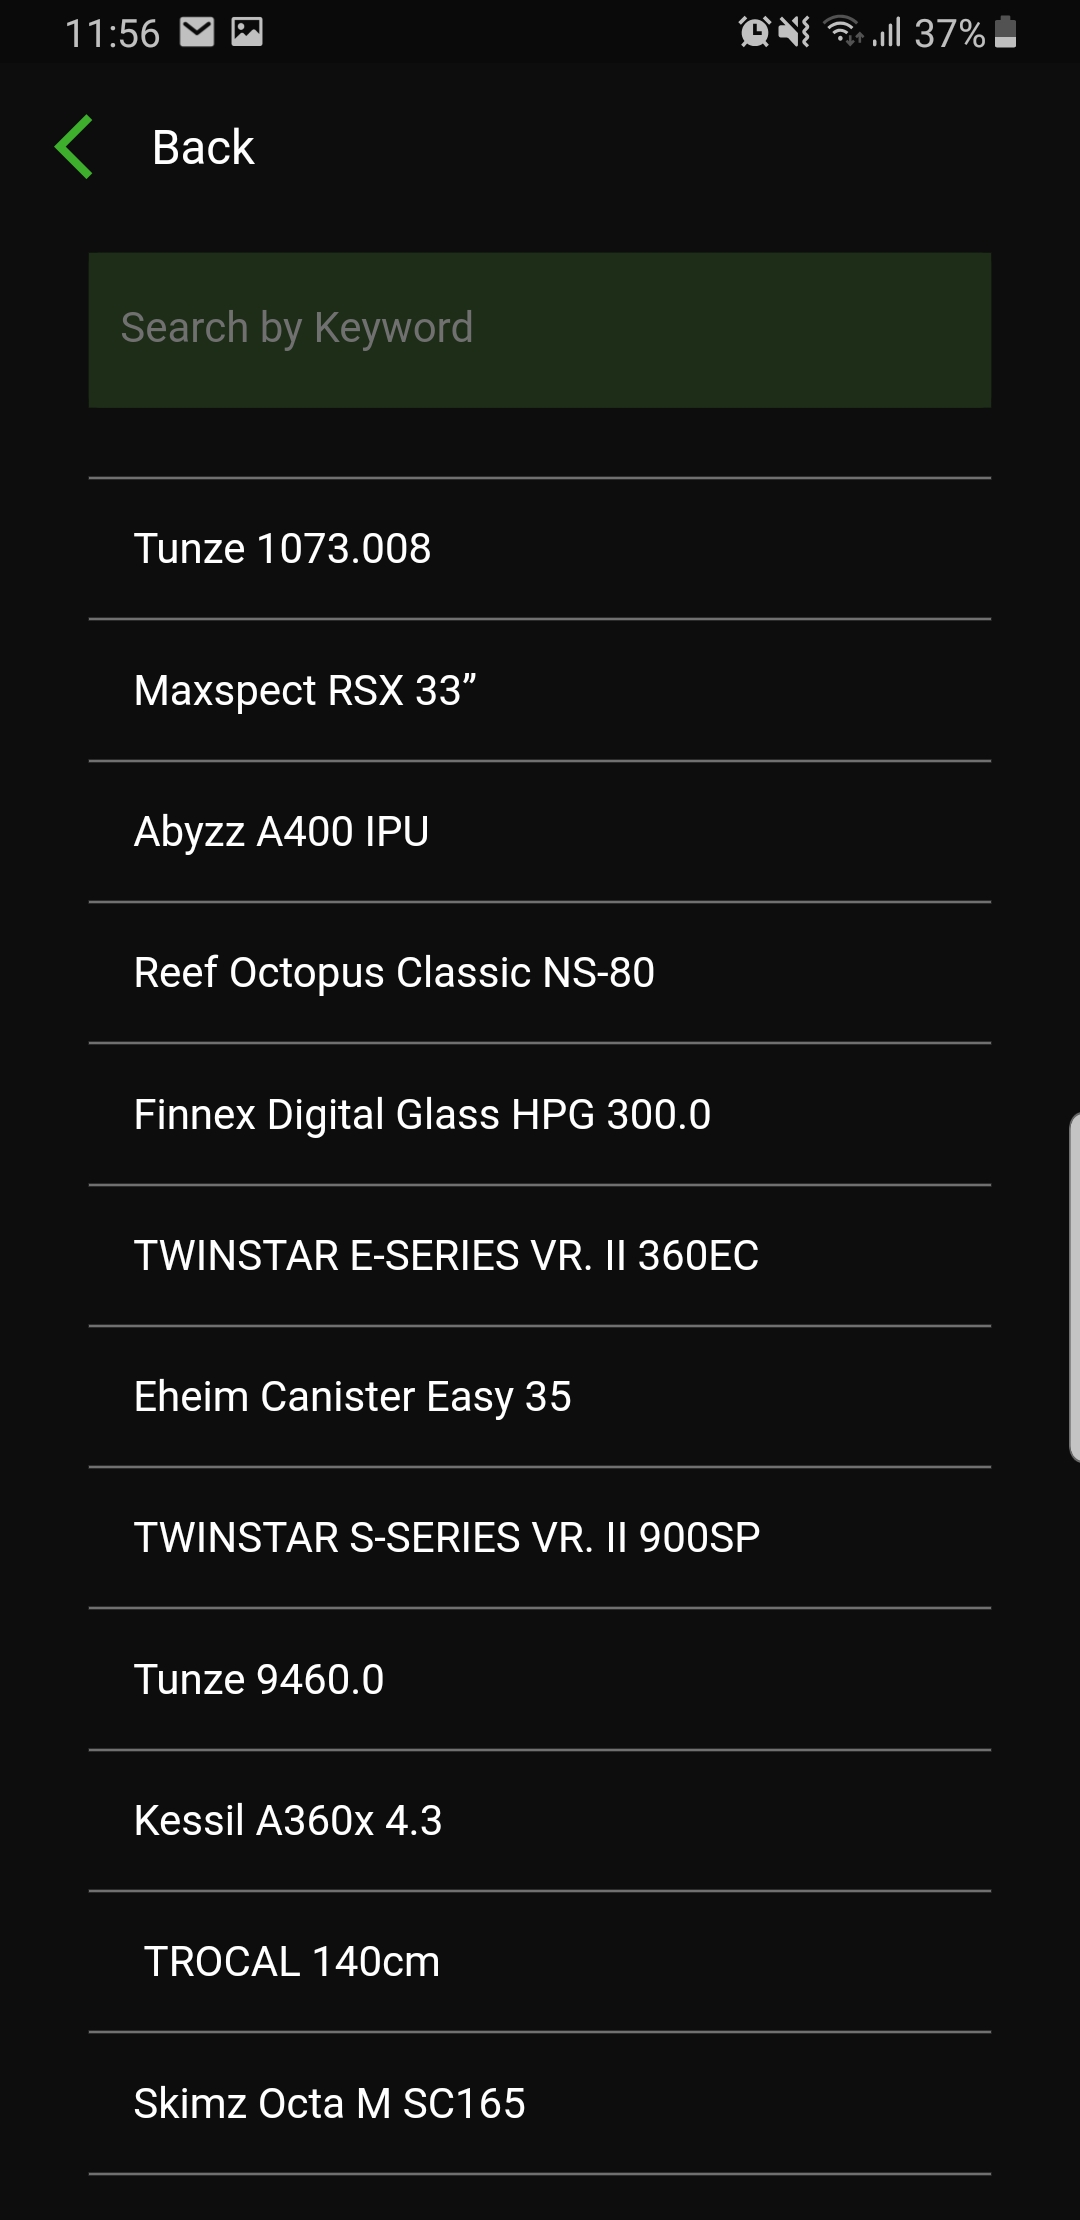 11:56
37%
Back
Search by Keyword
Tunze 1073.008
Maxspect RSX 33”
Abyzz A400 IPU
Reef Octopus Classic NS-80
Finnex Digital Glass HPG 300.0
TWINSTAR E-SERIES VR. II 360EC
Eheim Canister Easy 35
TWINSTAR S-SERIES VR. II 900SP
Tunze 9460.0
Kessil A360x 4.3
TROCAL 140cm
Skimz Octa M SC165